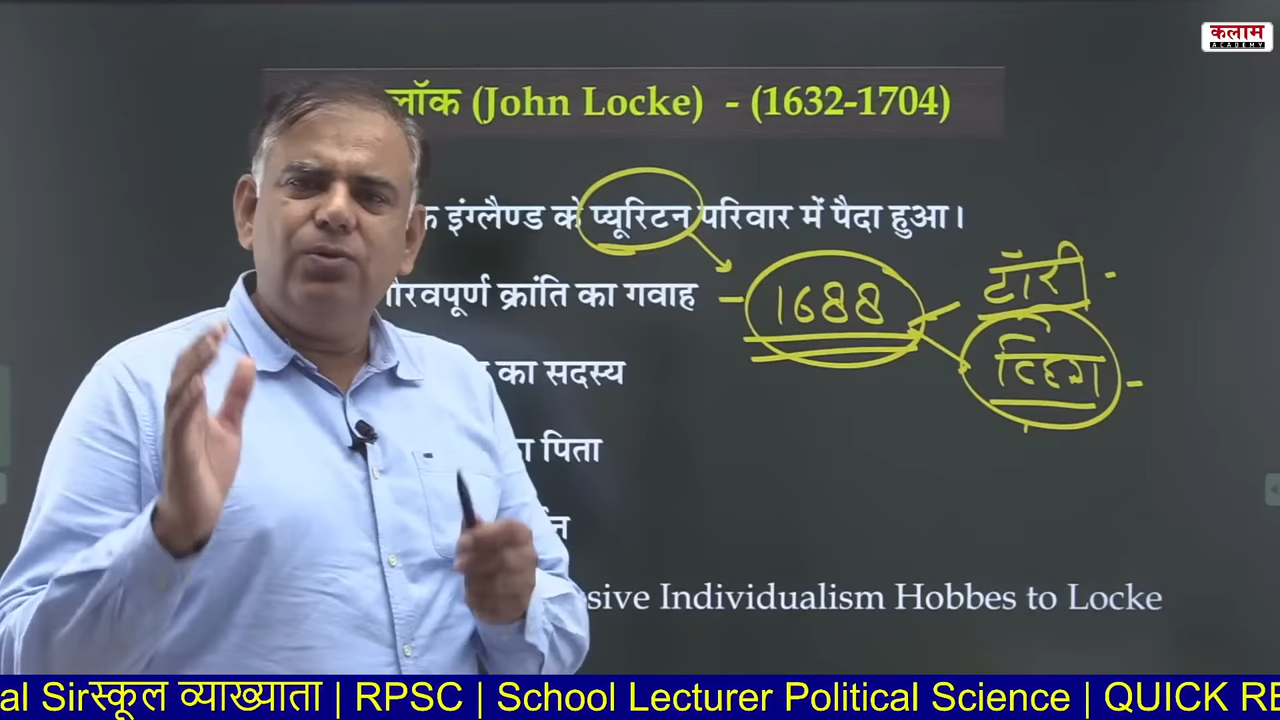 कलाम
ACADEMY
लॉक (John Locke) - (1632-1704)
इंग्लैण्ड के प्यूरिटन परिवार में पैदा हुआ।
गौरवपूर्ण क्रांति का गवाह – 1688
टॉरी -
व्हिग -
का सदस्य
का पिता
sive Individualism Hobbes to Locke
al Sirस्कूल व्याख्याता | RPSC | School Lecturer Political Science | QUICK RE